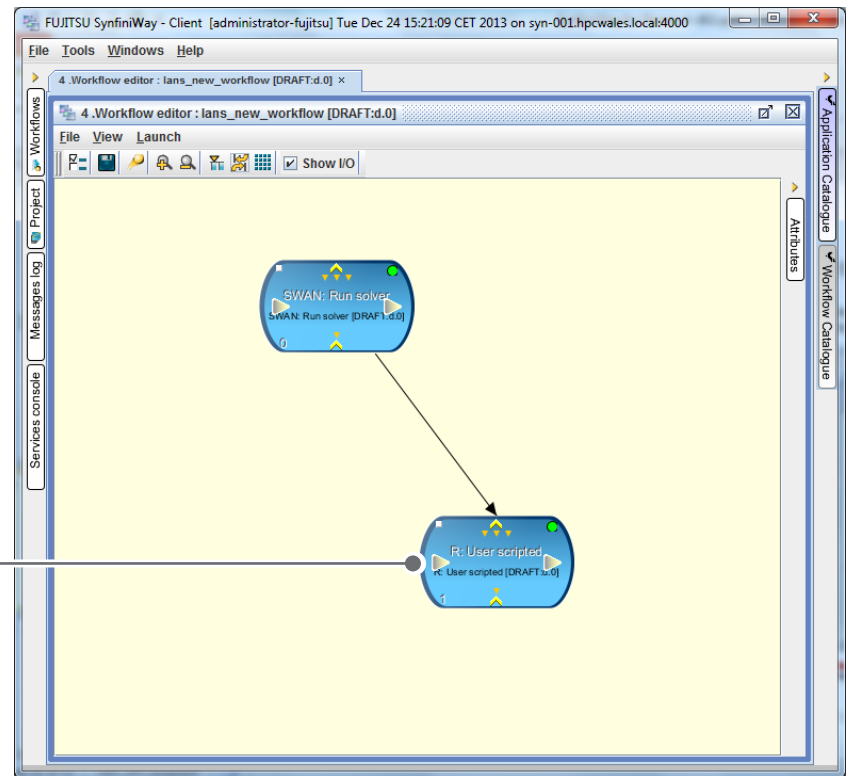 FUJITSU SynfiniWay - Client [administrator-fujitsu] Tue Dec 24 15:21:09 CET 2013 on syn-001.hpcwales.local:4000
File Tools Windows Help
4 .Workflow editor : Ians_new_workflow [DRAFT:d.0] ×
4 .Workflow editor : Ians_new_workflow [DRAFT:d.0]
File View Launch
Show I/O
Workflows
Project
Messages log
Services console
SWAN: Run solver
SWAN: Run solver [DRAFT:d.0]
0
R: User scripted
R: User scripted [DRAFT:d.0]
1
Attributes
Application Catalogue
Workflow Catalogue